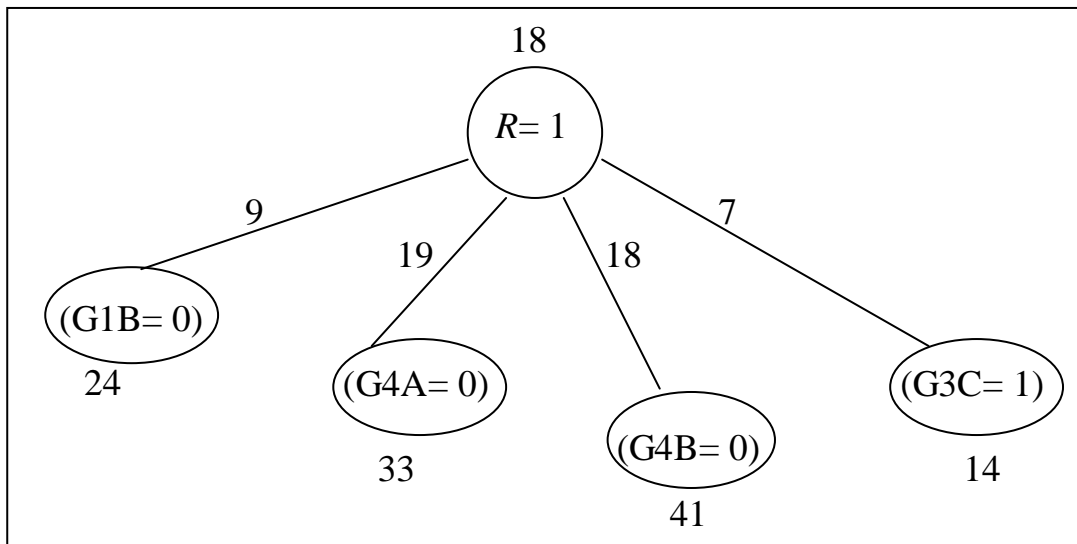 18
R= 1
9
7
19
18
(G1B= 0)
24
(G4A= 0)
(G3C= 1)
(G4B= 0)
33
14
41